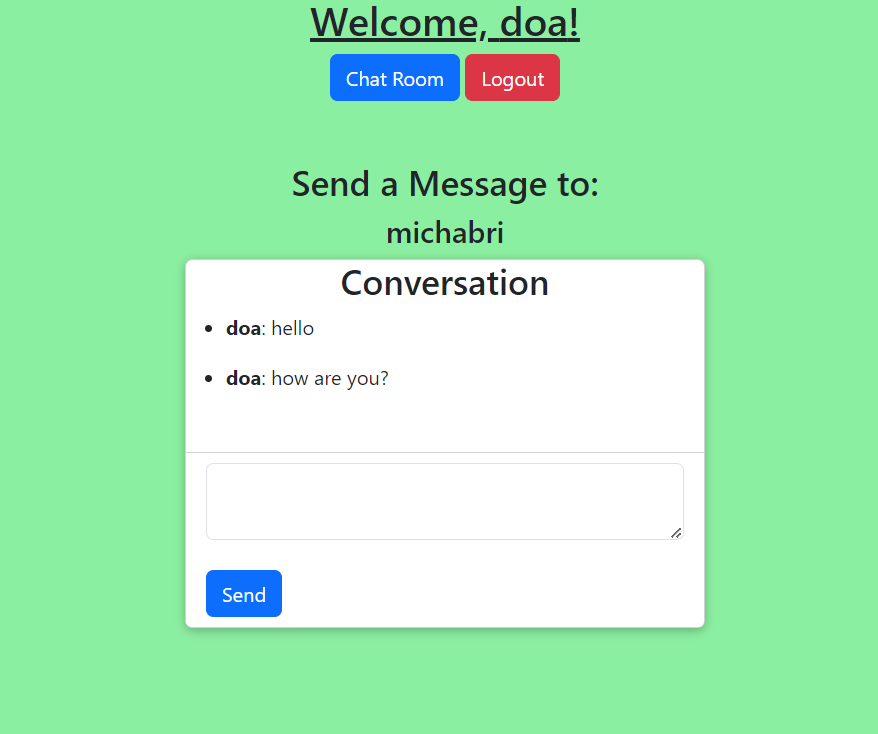 Welcome, doa!
Chat Room Logout
Send a Message to:
michabri
Conversation
• doa: hello
• doa: how are you?
Send